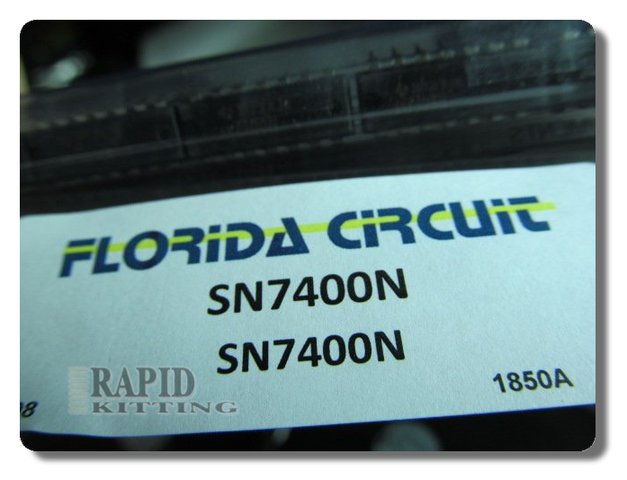 FLORIDA CIRCUIT
SN7400N
SN7400N
RAPID
KITTING
1850A